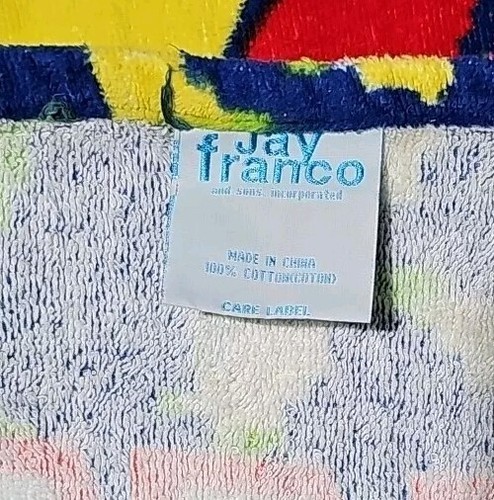 Jay
franco
and sons, incorporated
MADE IN CHINA
100% COTTON(COTON)
CARE LABEL